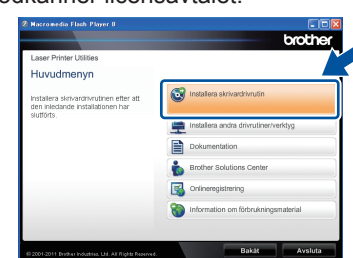 godkänner licensavtalet.
Macromedia Flash Player 8
brother
Laser Printer Utilities
Huvudmenyn
Installera skrivardrivrutinen efter att
den inledande installationen har
slutförts.
Installera skrivardrivrutin
Installera andra drivrutiner/verktyg
Dokumentation
Brother Solutions Center
Onlineregistrering
Information om förbrukningsmaterial
© 2001-2011 Brother Industries, Ltd. All Rights Reserved.
Bakåt
Avsluta